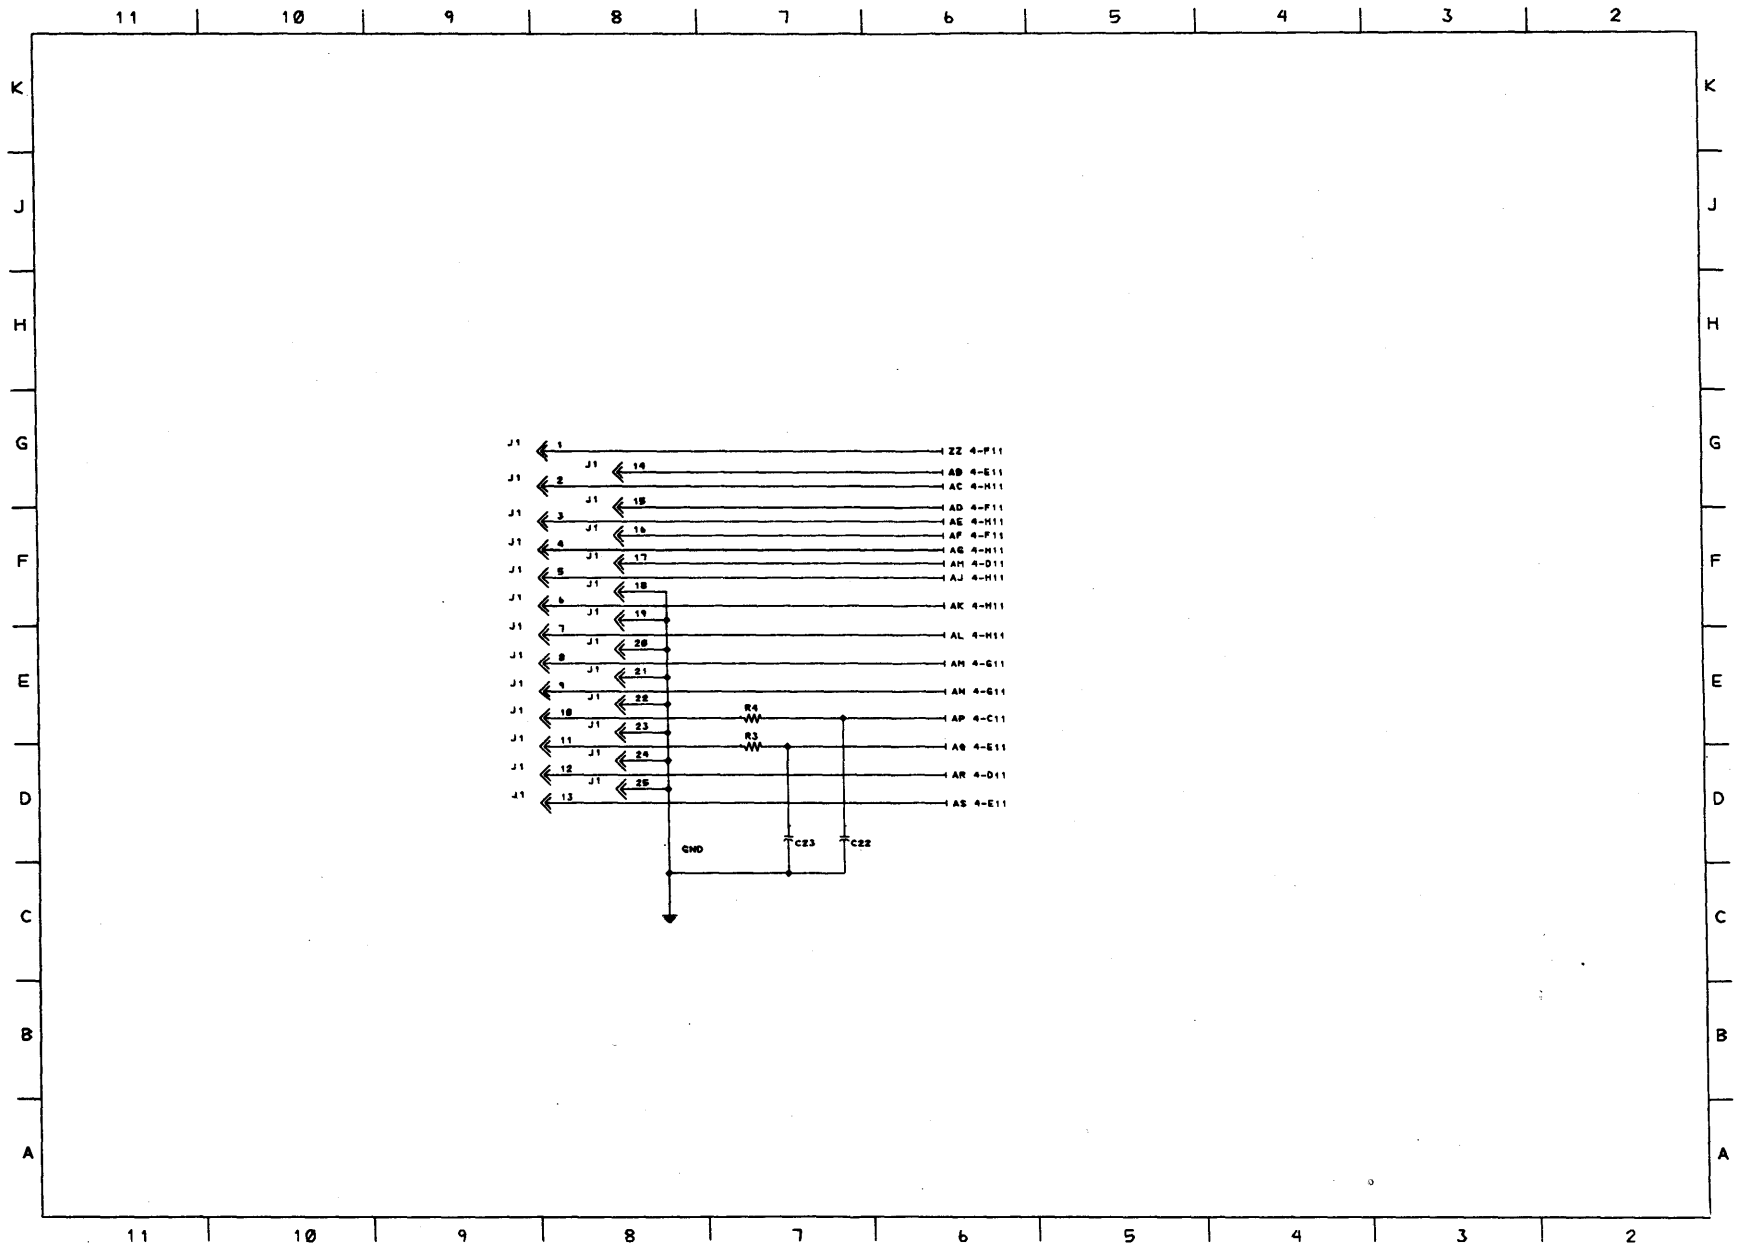 11 10 9 8 7 6 5 4 3 2
K K
J J
H H
G J1 1 ZZ 4-F11 G
J1 14 AB 4-E11
J1 2 AC 4-H11
J1 15 AD 4-F11
J1 3 AE 4-H11
J1 16 AF 4-F11
J1 4 AG 4-H11
F J1 17 AH 4-D11 F
J1 5 AJ 4-H11
J1 18
J1 6 AK 4-H11
J1 19
J1 7 AL 4-H11
J1 20
J1 8 AM 4-G11
E J1 21 E
J1 9 AN 4-G11
J1 22
J1 10 R4 AP 4-C11
J1 23
J1 11 R3 AQ 4-E11
J1 24
J1 12 AR 4-D11
J1 25
D J1 13 AS 4-E11 D
GND C23 C22
C C
B B
A A
11 10 9 8 7 6 5 4 3 2